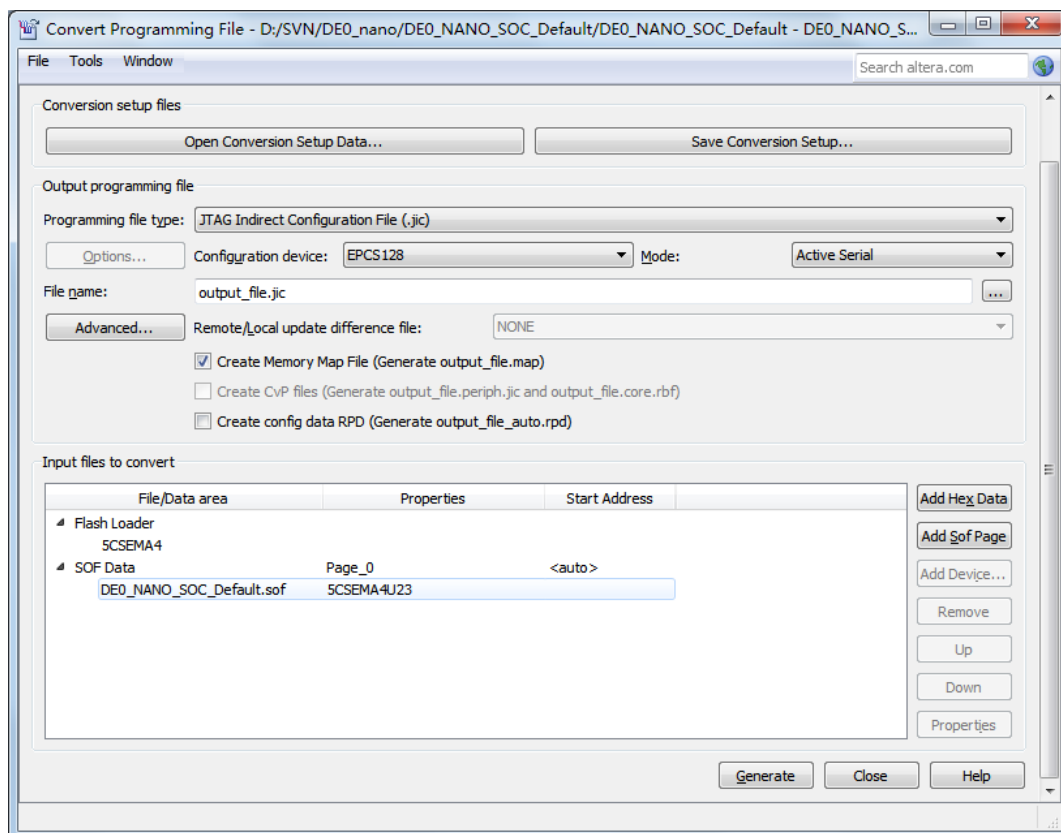 Convert Programming File - D:/SVN/DE0_nano/DE0_NANO_SOC_Default/DE0_NANO_SOC_Default - DE0_NANO_S...
File Tools Window
Search altera.com
Conversion setup files
Open Conversion Setup Data... Save Conversion Setup...
Output programming file
Programming file type: JTAG Indirect Configuration File (.jic)
Options... Configuration device: EPCS128 Mode: Active Serial
File name: output_file.jic ...
Advanced... Remote/Local update difference file: NONE
Create Memory Map File (Generate output_file.map)
Create CvP files (Generate output_file.periph.jic and output_file.core.rbf)
Create config data RPD (Generate output_file_auto.rpd)
Input files to convert
File/Data area Properties Start Address
Add Hex Data
Flash Loader
5CSEMA4
Add Sof Page
SOF Data Page_0 <auto>
Add Device...
DE0_NANO_SOC_Default.sof 5CSEMA4U23
Remove
Up
Down
Properties
Generate Close Help